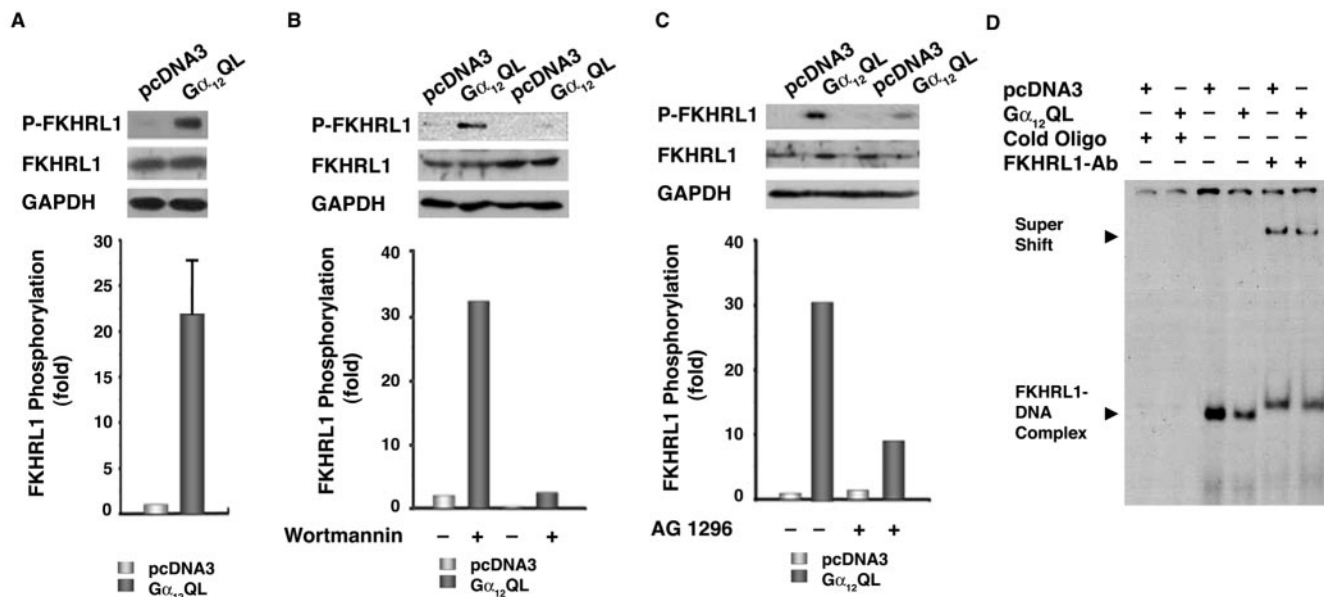 A
pcDNA3
Gα12QL
P-FKHRL1
FKHRL1
GAPDH
FKHRL1 Phosphorylation
(fold)
30
25
20
15
10
5
0
pcDNA3
Gα12QL
B
pcDNA3
Gα12QL
pcDNA3
Gα12QL
P-FKHRL1
FKHRL1
GAPDH
FKHRL1 Phosphorylation
(fold)
40
30
20
10
0
Wortmannin – + – +
pcDNA3
Gα12QL
C
pcDNA3
Gα12QL
pcDNA3
Gα12QL
P-FKHRL1
FKHRL1
GAPDH
FKHRL1 Phosphorylation
(fold)
40
30
20
10
0
AG 1296 – – + +
pcDNA3
Gα12QL
D
pcDNA3 + – + – + –
Gα12QL – + – + – +
Cold Oligo + + – – – –
FKHRL1-Ab – – – – + +
Super
Shift
FKHRL1-
DNA
Complex